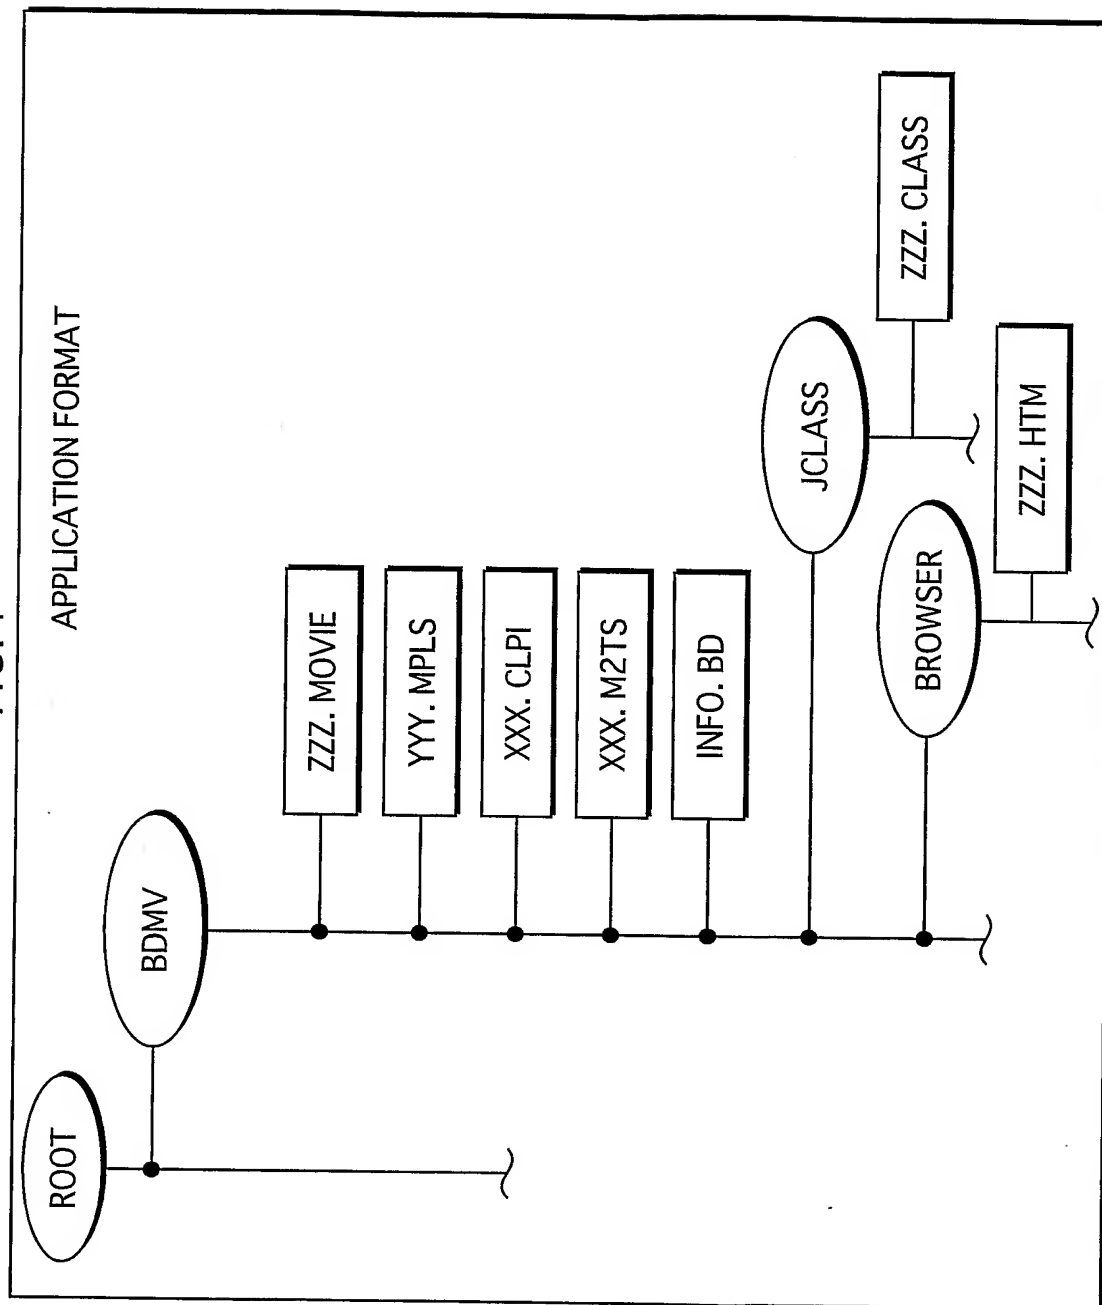 APPLICATION FORMAT
ROOT
BDMV
ZZZ. MOVIE
YYY. MPLS
XXX. CLPI
XXX. M2TS
INFO. BD
JCLASS
ZZZ. CLASS
BROWSER
ZZZ. HTM